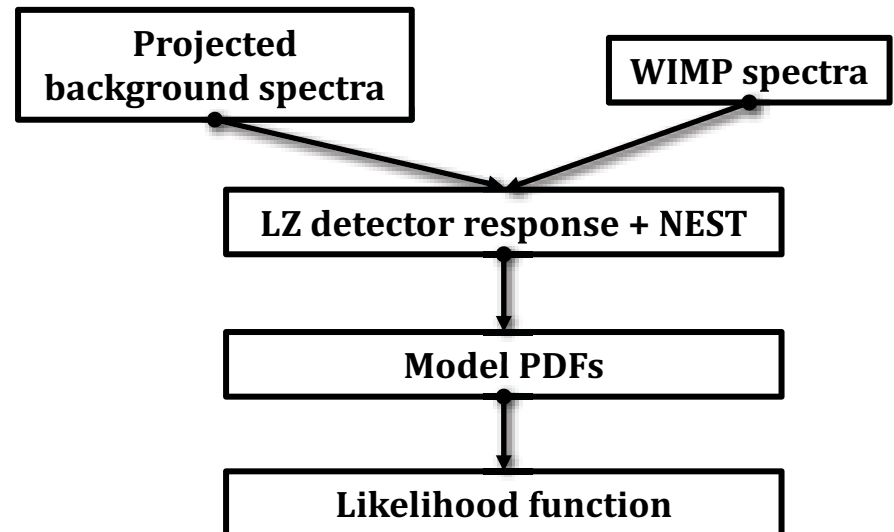 Projected
background spectra
WIMP spectra
LZ detector response + NEST
Model PDFs
Likelihood function